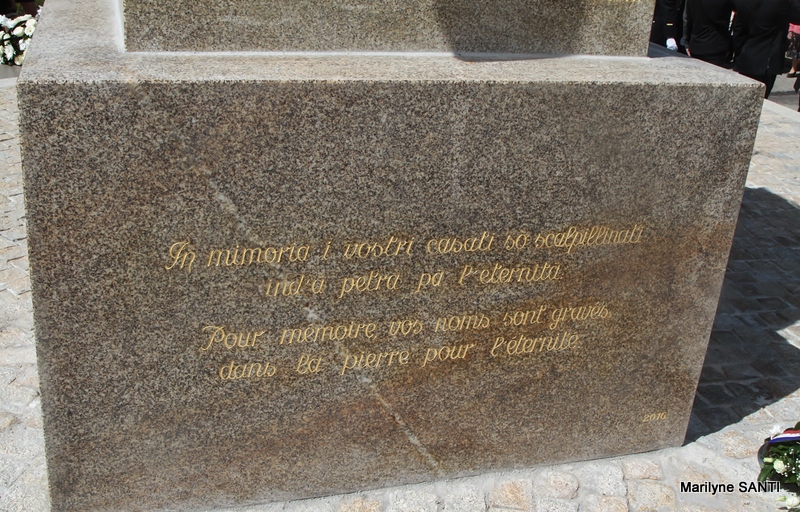 In mimoria i vostri casati sò scalpillinati
ind'a petra pà l'eternità.
Pour mémoire, vos noms sont gravés,
dans la pierre pour l'éternité.
2016
Marilyne SANTI